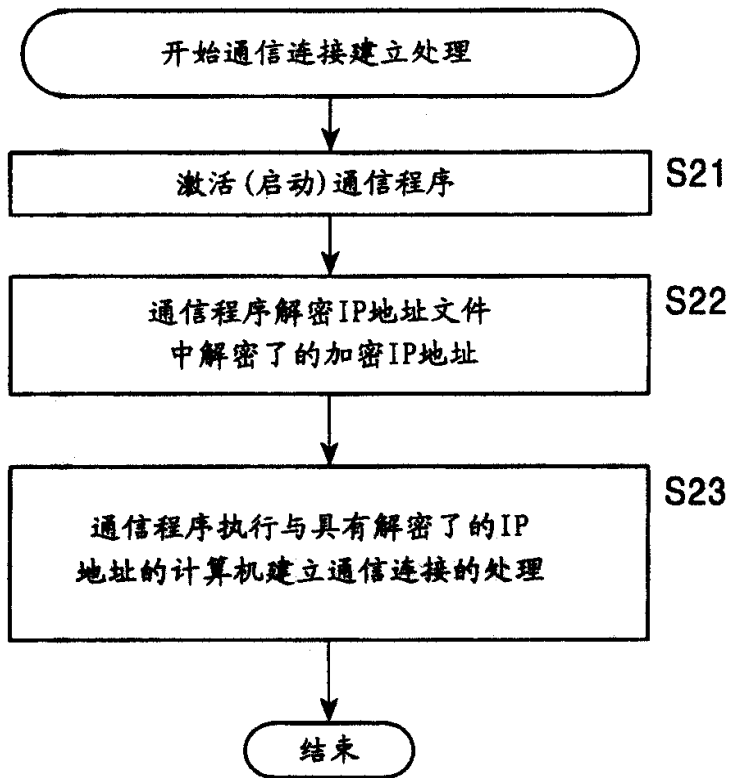 开始通信连接建立处理
激活(启动)通信程序
S21
通信程序解密IP地址文件
中解密了的加密IP地址
S22
通信程序执行与具有解密了的IP
地址的计算机建立通信连接的处理
S23
结束